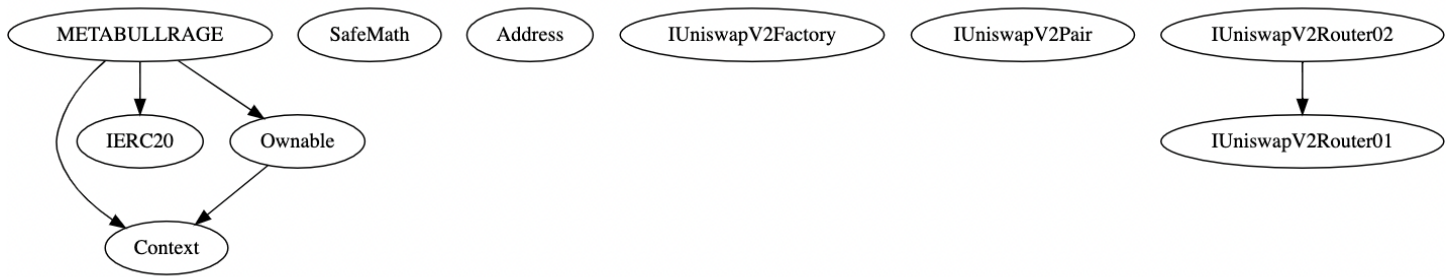 METABULLRAGE
SafeMath
Address
IUniswapV2Factory
IUniswapV2Pair
IUniswapV2Router02
IERC20
Ownable
IUniswapV2Router01
Context